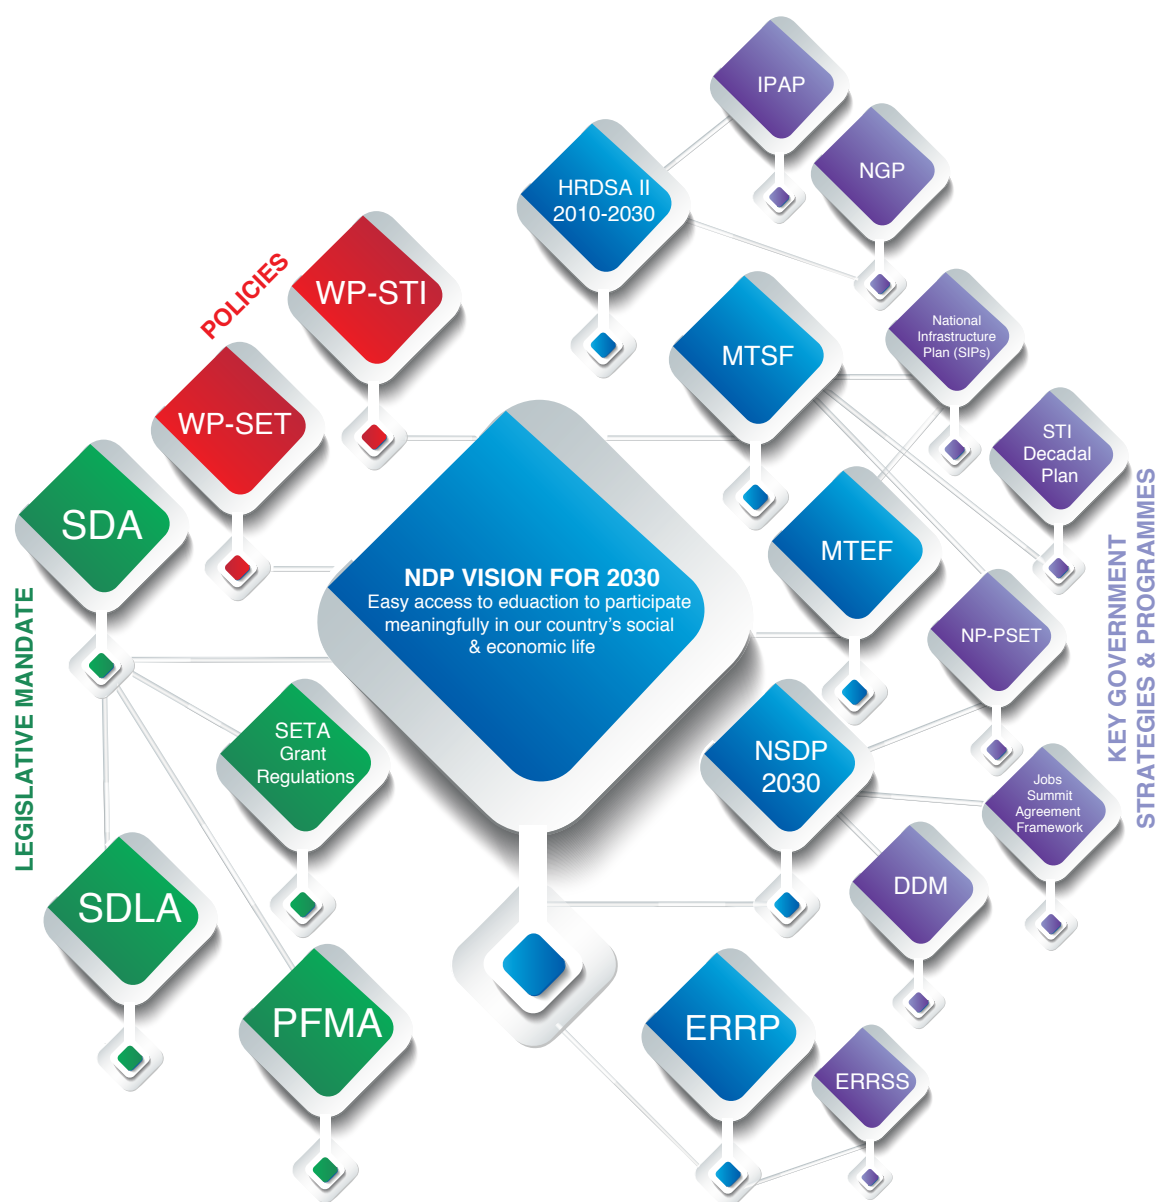 IPAP
NGP
HRDSA II
2010-2030
POLICIES
WP-STI
National
Infrastructure
Plan (SIPs)
MTSF
WP-SET
STI
Decadal
Plan
SDA
MTEF
NDP VISION FOR 2030
Easy access to eduaction to participate
meaningfully in our country's social
& economic life
NP-PSET
KEY GOVERNMENT
STRATEGIES & PROGRAMMES
LEGISLATIVE MANDATE
SETA
Grant
Regulations
NSDP
2030
Jobs
Summit
Agreement
Framework
DDM
SDLA
PFMA
ERRP
ERRSS